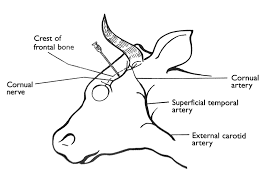 Crest of
frontal bone
Cornual
nerve
Cornual
artery
Superficial temporal
artery
External carotid
artery